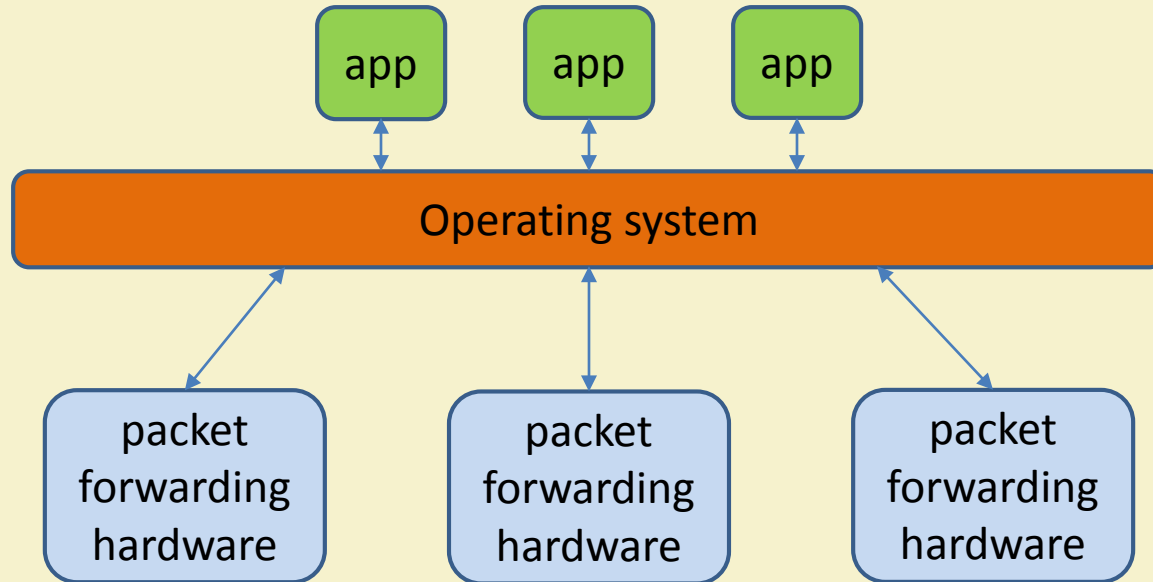 app
app
app
Operating system
packet
forwarding
hardware
packet
forwarding
hardware
packet
forwarding
hardware